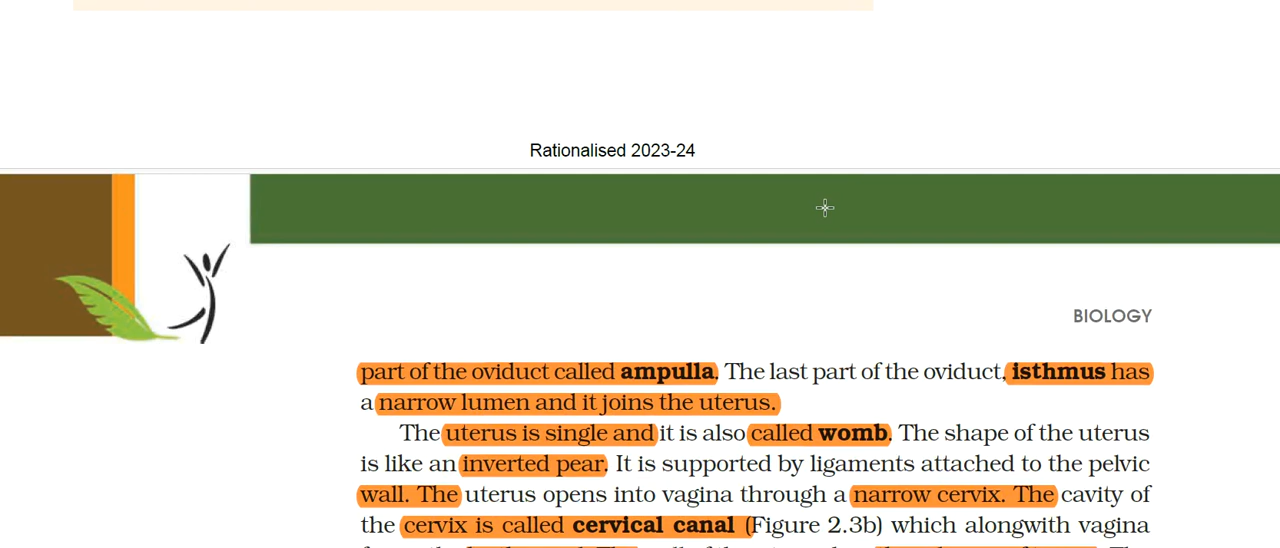 Rationalised 2023-24
BIOLOGY
part of the oviduct called ampulla. The last part of the oviduct, isthmus has
a narrow lumen and it joins the uterus.
The uterus is single and it is also called womb. The shape of the uterus
is like an inverted pear. It is supported by ligaments attached to the pelvic
wall. The uterus opens into vagina through a narrow cervix. The cavity of
the cervix is called cervical canal (Figure 2.3b) which alongwith vagina